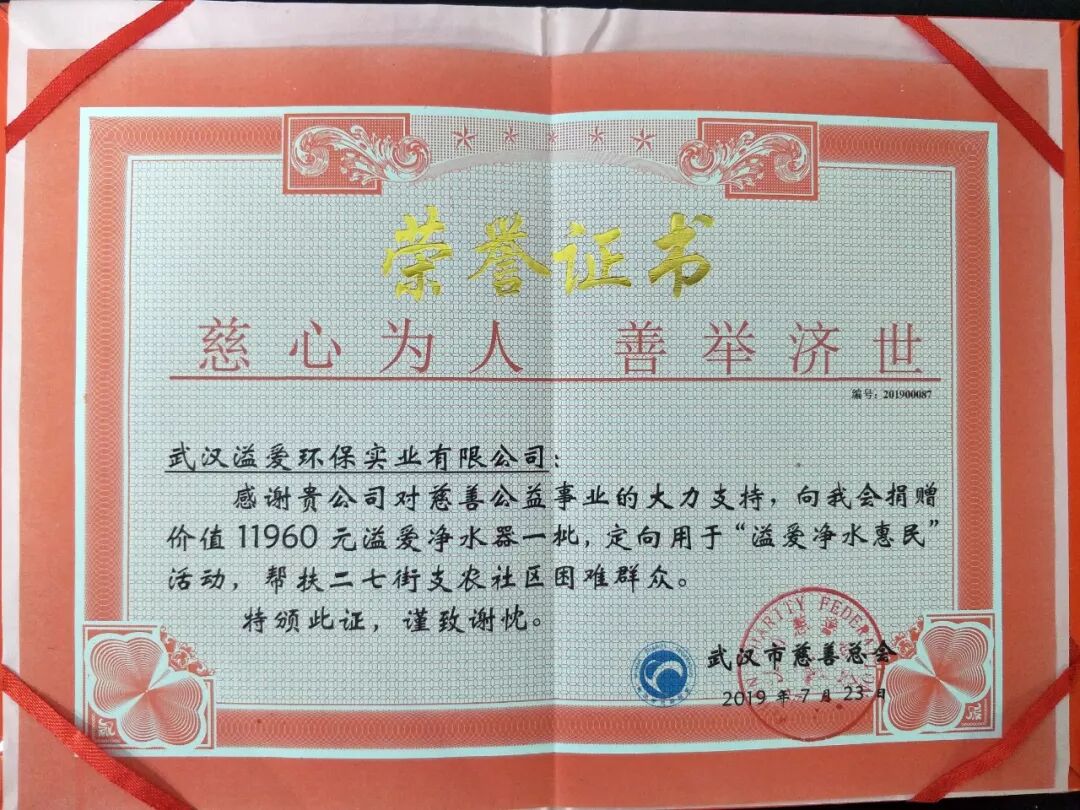 荣誉证书
慈心为人 善举济世
编号：201900087
武汉溢爱环保实业有限公司：
感谢贵公司对慈善公益事业的大力支持，向我会捐赠
价值11960元溢爱净水器一批，定向用于“溢爱净水惠民”
活动，帮扶二七街支农社区困难群众。
特颁此证，谨致谢忱。
武汉市慈善总会
2019年7月23日